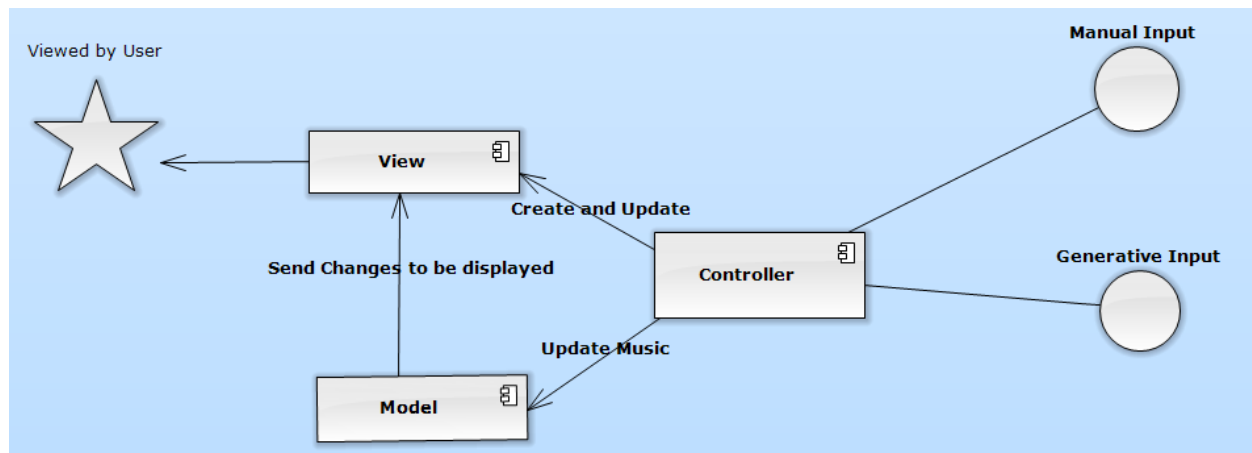 Manual Input
Viewed by User
View
Create and Update
Generative Input
Send Changes to be displayed
Controller
Update Music
Model